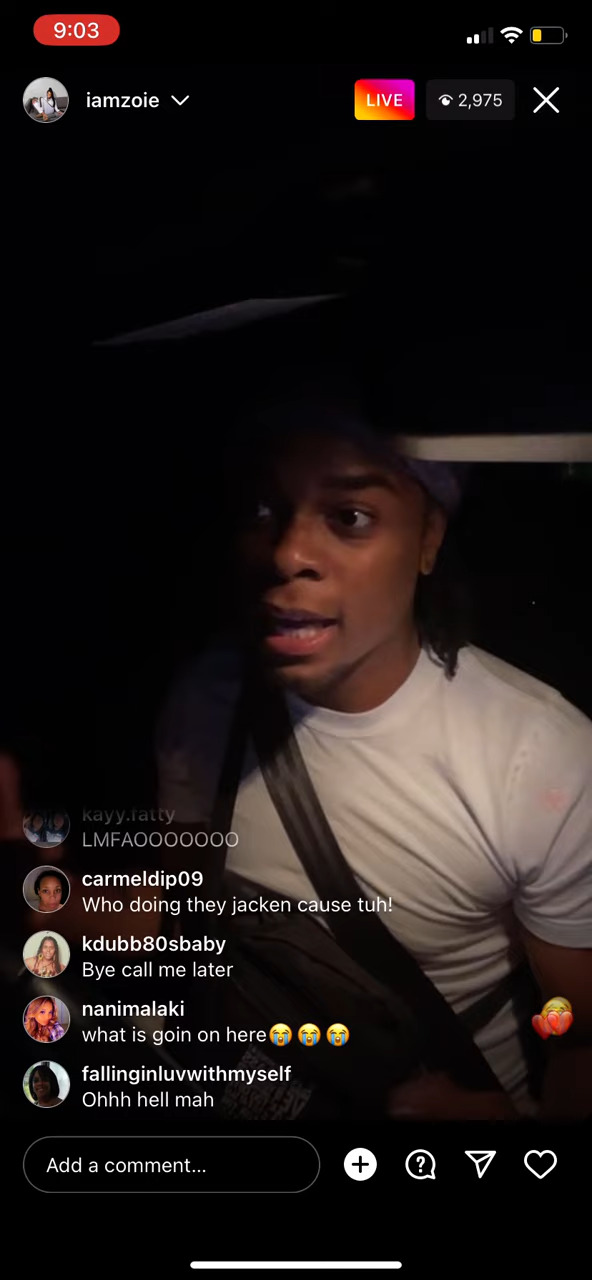 9:03
iamzoie
LIVE
2,975
kayy.fatty
LMFAOOOOOOO
carmeldip09
Who doing they jacken cause tuh!
kdubb80sbaby
Bye call me later
nanimalaki
what is goin on here😭😭😭
fallinginluvwithmyself
Ohhh hell mah
Add a comment...